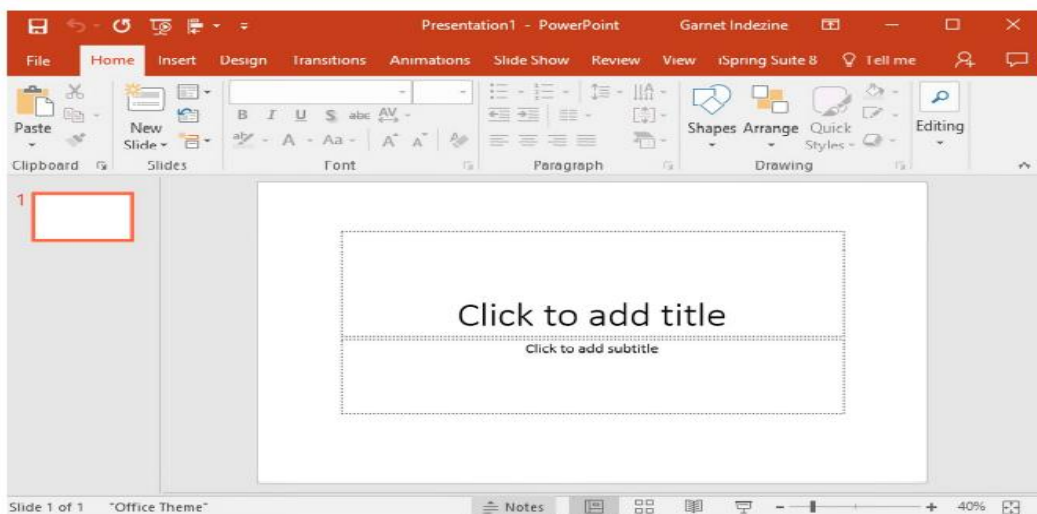 Presentation1 - PowerPoint Garnet Indezine
File Home Insert Design Transitions Animations Slide Show Review View iSpring Suite 8 Tell me
B I U S abc AV
Aa A A A
Paste New Slide Shapes Arrange Quick Styles Editing
Clipboard Slides Font Paragraph Drawing
1
Click to add title
Click to add subtitle
Slide 1 of 1 "Office Theme" Notes 40%